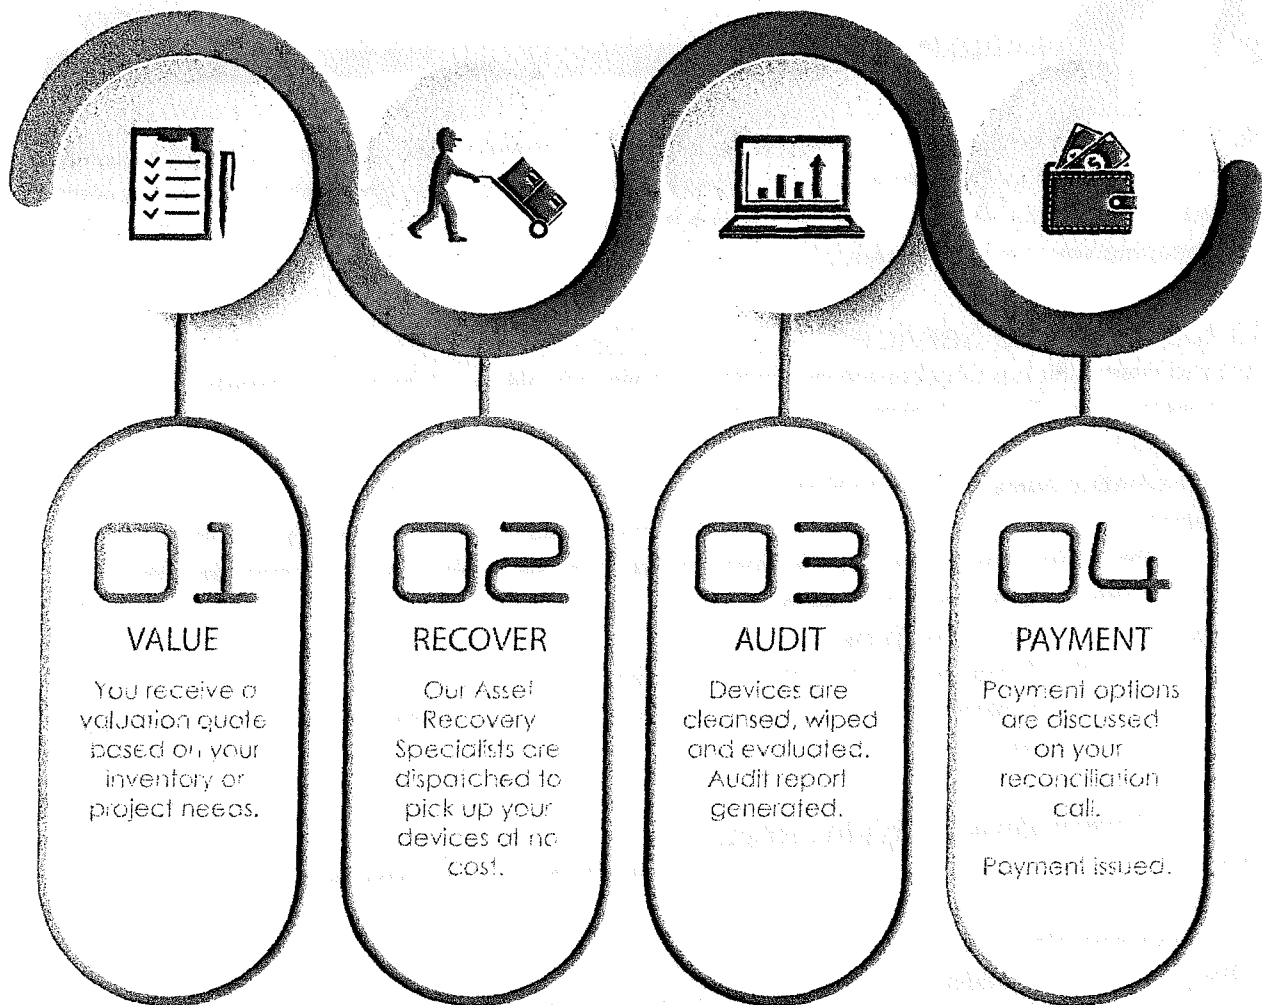 01
VALUE
You receive a
valuation quote
based on your
inventory or
project needs.
02
RECOVER
Our Asset
Recovery
Specialists are
dispatched to
pick up your
devices at no
cost.
03
AUDIT
Devices are
cleansed, wiped
and evaluated.
Audit report
generated.
04
PAYMENT
Payment options
are discussed
on your
reconciliation
call.
Payment issued.